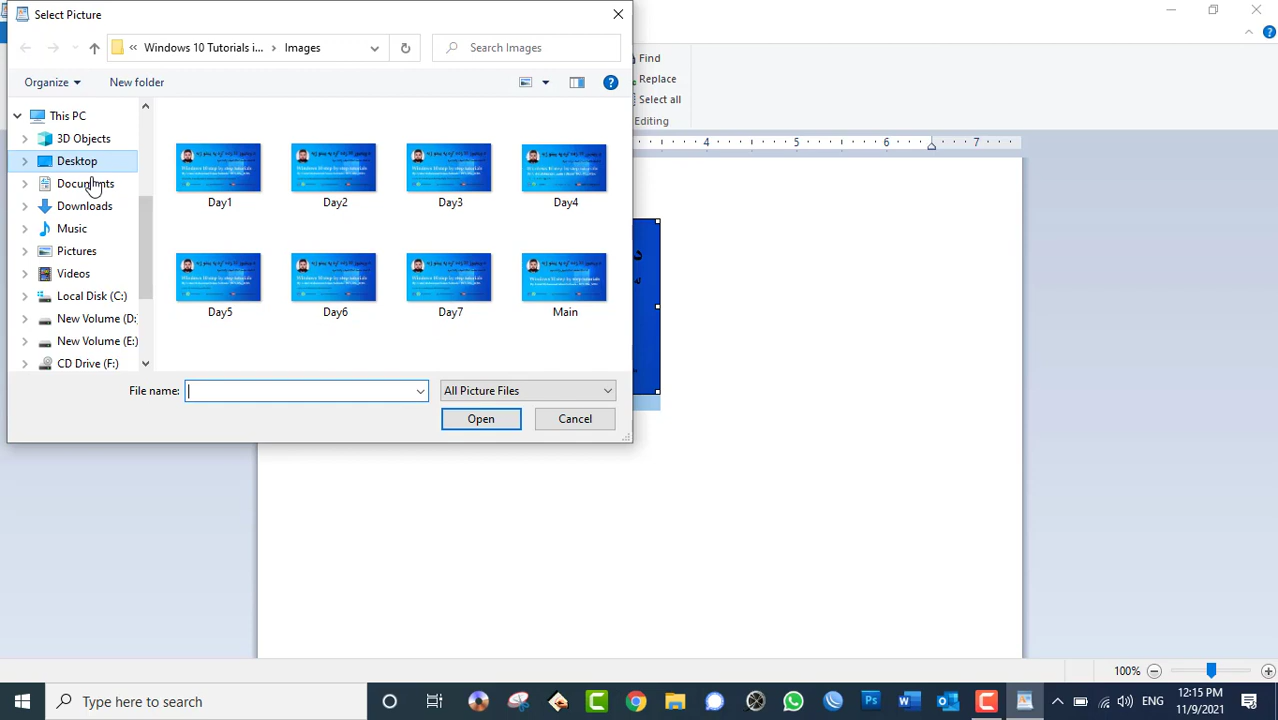 Select Picture
Windows 10 Tutorials i...
Images
Search Images
Find
Replace
Select all
Editing
Organize
New folder
This PC
3D Objects
Desktop
Documents
Downloads
Music
Pictures
Videos
Local Disk (C:)
New Volume (D:
New Volume (E:)
CD Drive (F:)
Day1
Day2
Day3
Day4
Day5
Day6
Day7
Main
4
5
6
7
File name:
All Picture Files
Open
Cancel
100%
Type here to search
ENG
12:15 PM
11/9/2021